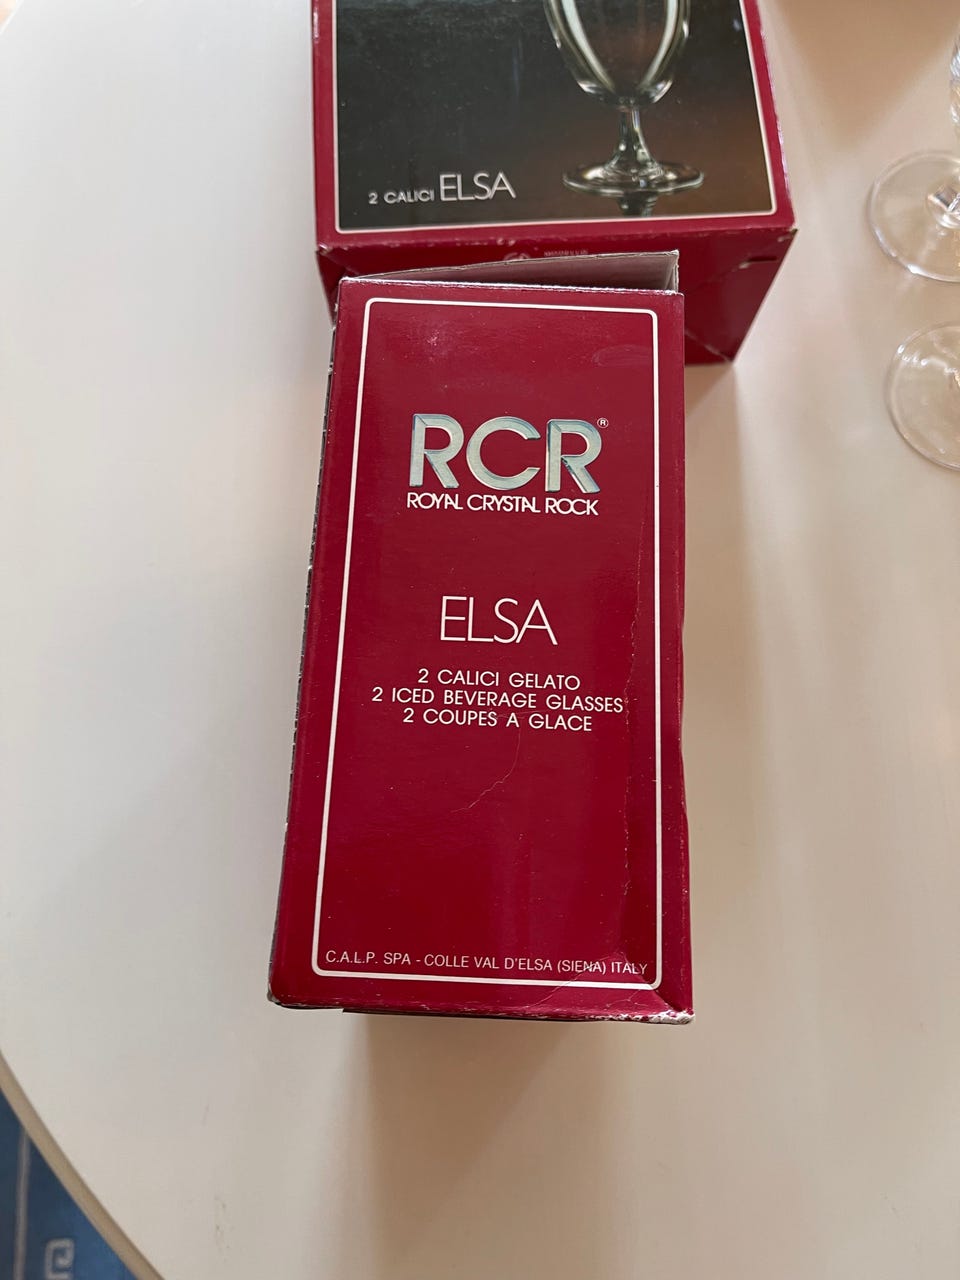 2 CALICI ELSA
RCR®
ROYAL CRYSTAL ROCK
ELSA
2 CALICI GELATO
2 ICED BEVERAGE GLASSES
2 COUPES A GLACE
C.A.L.P. SPA - COLLE VAL D'ELSA (SIENA) ITALY